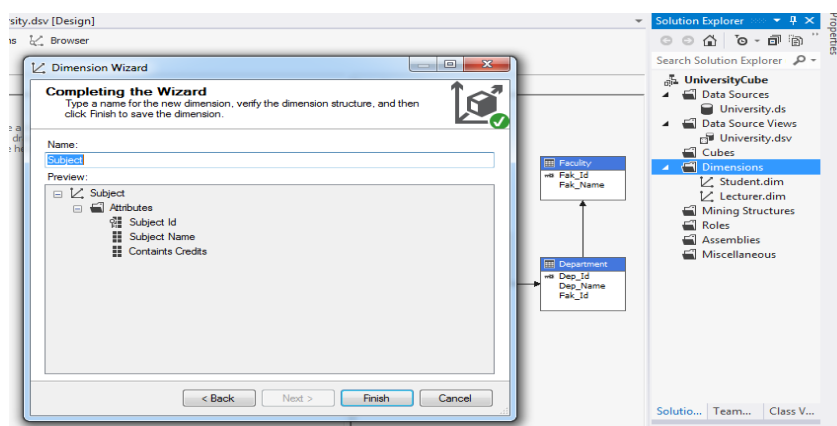 sity.dsv [Design]
ns Browser
Dimension Wizard
Completing the Wizard
Type a name for the new dimension, verify the dimension structure, and then
click Finish to save the dimension.
Name:
Subject
Preview:
Subject
Attributes
Subject Id
Subject Name
Containts Credits
< Back Next > Finish Cancel
Faculity
Fak_Id
Fak_Name
Department
Dep_Id
Dep_Name
Fak_Id
Solution Explorer
Search Solution Explorer
UniversityCube
Data Sources
University.ds
Data Source Views
University.dsv
Cubes
Dimensions
Student.dim
Lecturer.dim
Mining Structures
Roles
Assemblies
Miscellaneous
Solutio... Team... Class V...
Properties